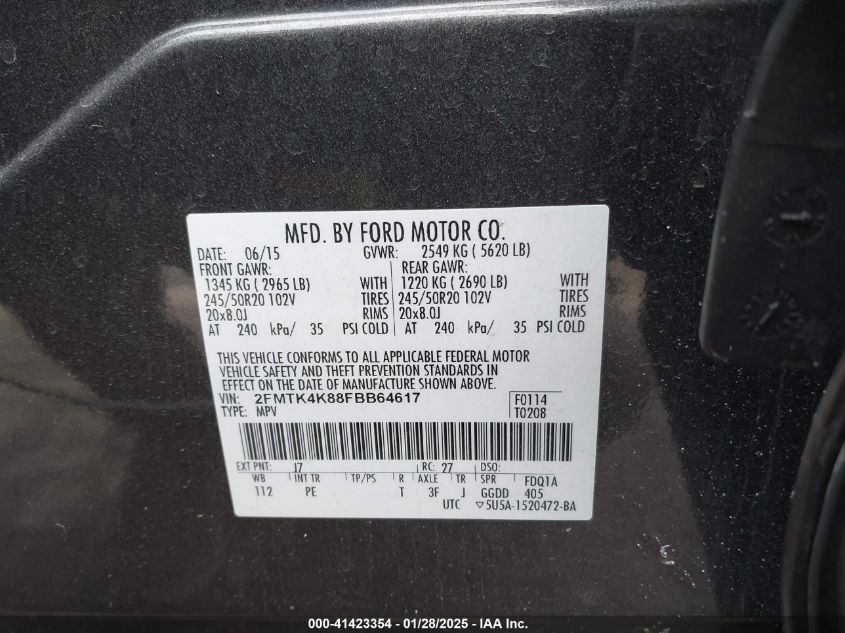 MFD. BY FORD MOTOR CO.
DATE: 06/15 GVWR: 2549 KG ( 5620 LB)
FRONT GAWR: REAR GAWR:
1345 KG ( 2965 LB) WITH 1220 KG ( 2690 LB) WITH
245/50R20 102V TIRES 245/50R20 102V TIRES
20x8.0J RIMS 20x8.0J RIMS
AT 240 kPa/ 35 PSI COLD AT 240 kPa/ 35 PSI COLD
THIS VEHICLE CONFORMS TO ALL APPLICABLE FEDERAL MOTOR
VEHICLE SAFETY AND THEFT PREVENTION STANDARDS IN
EFFECT ON THE DATE OF MANUFACTURE SHOWN ABOVE.
VIN: 2FMTK4K88FBB64617 F0114
TYPE: MPV T0208
EXT PNT: J7 RC: 27 DSO:
WB INT TR TP/PS R AXLE TR SPR FDQ1A
112 PE T 3F J GGDD 405
UTC ▽5U5A-1520472-BA
000-41423354 / 01/28/2025 - IAA Inc.